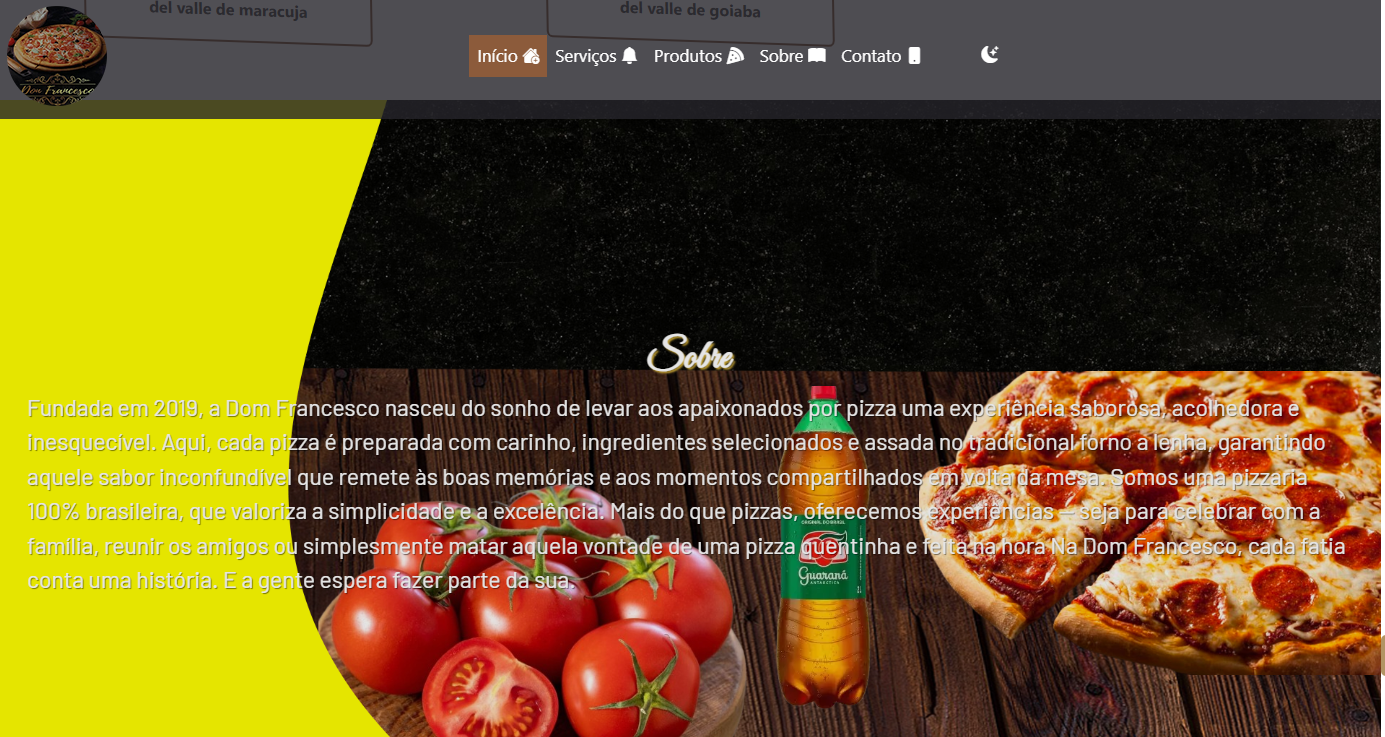 del valle de maracuja
del valle de goiaba
Don Francesco
Início Serviços Produtos Sobre Contato
Sobre
Fundada em 2019, a Dom Francesco nasceu do sonho de levar aos apaixonados por pizza uma experiência saborosa, acolhedora e
inesquecível. Aqui, cada pizza é preparada com carinho, ingredientes selecionados e assada no tradicional forno a lenha, garantindo
aquele sabor inconfundível que remete às boas memórias e aos momentos compartilhados em volta da mesa. Somos uma pizzaria
100% brasileira, que valoriza a simplicidade e a excelência. Mais do que pizzas, oferecemos experiências — seja para celebrar com a
família, reunir os amigos ou simplesmente matar aquela vontade de uma pizza quentinha e feita na hora Na Dom Francesco, cada fatia
conta uma história. E a gente espera fazer parte da sua.
ORIGINAL DO BRASIL
Guaraná
ANTARCTICA